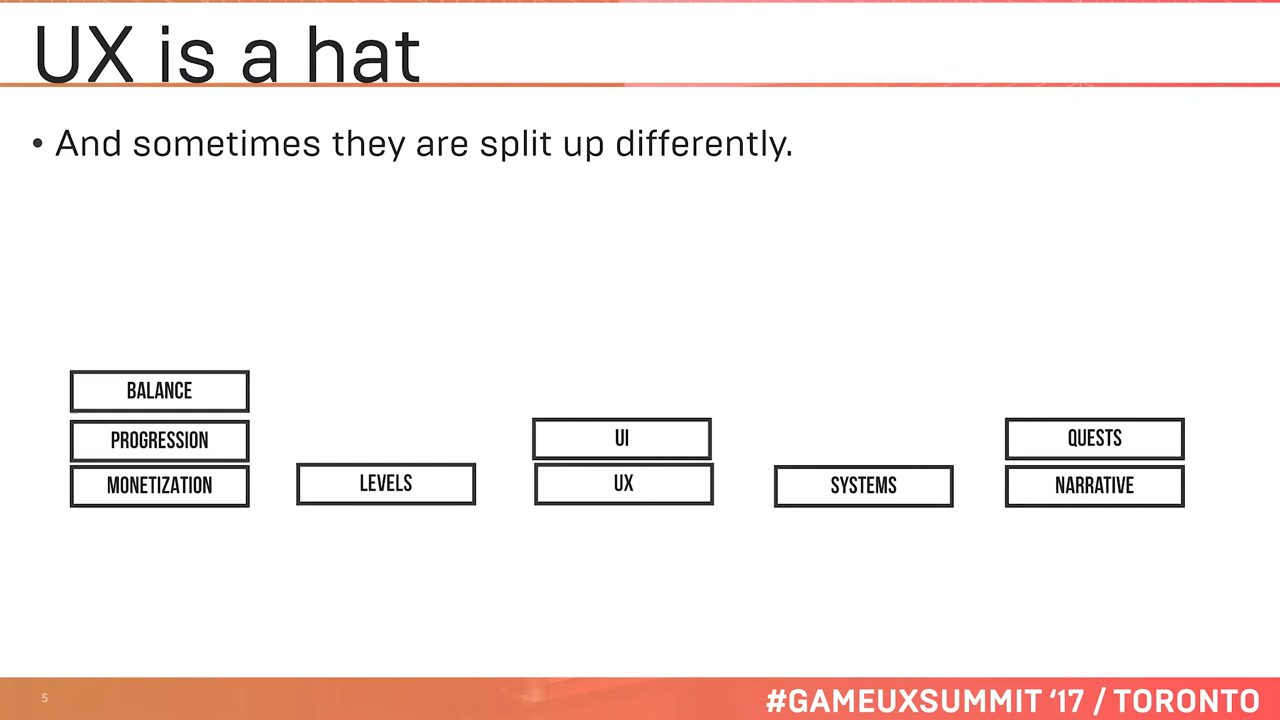 UX is a hat
• And sometimes they are split up differently.
BALANCE
PROGRESSION
MONETIZATION
LEVELS
UI
UX
SYSTEMS
QUESTS
NARRATIVE
5
#GAMEUXSUMMIT ‘17 / TORONTO